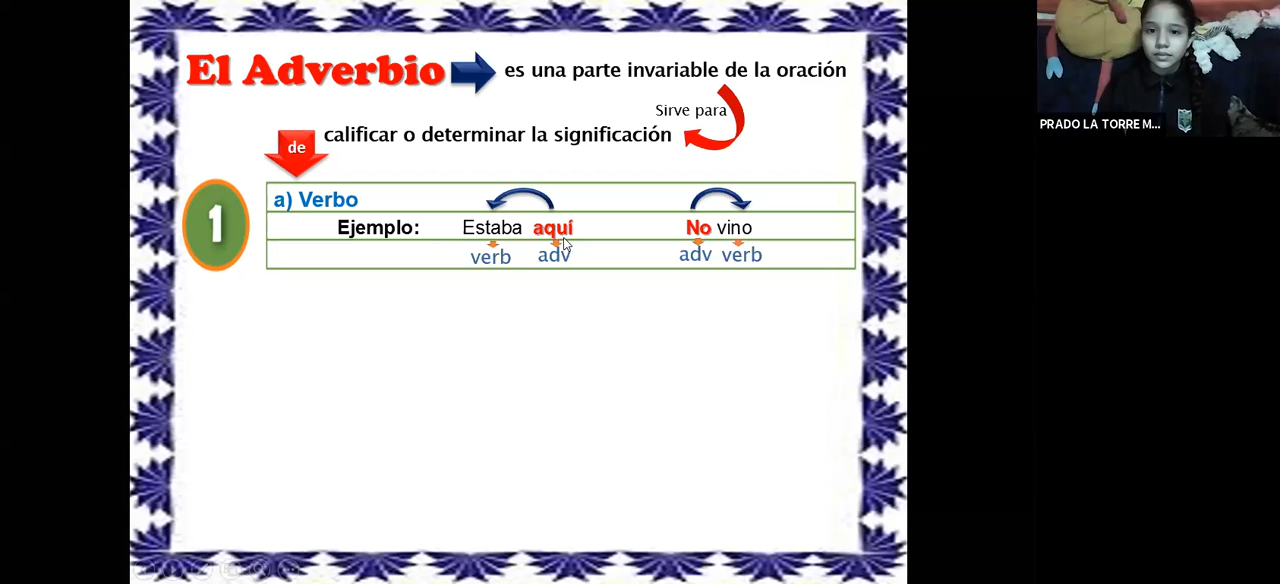 El Adverbio es una parte invariable de la oración
Sirve para
calificar o determinar la significación
de
1
a) Verbo
Ejemplo: Estaba aquí No vino
verb adv adv verb
PRADO LA TORRE M...